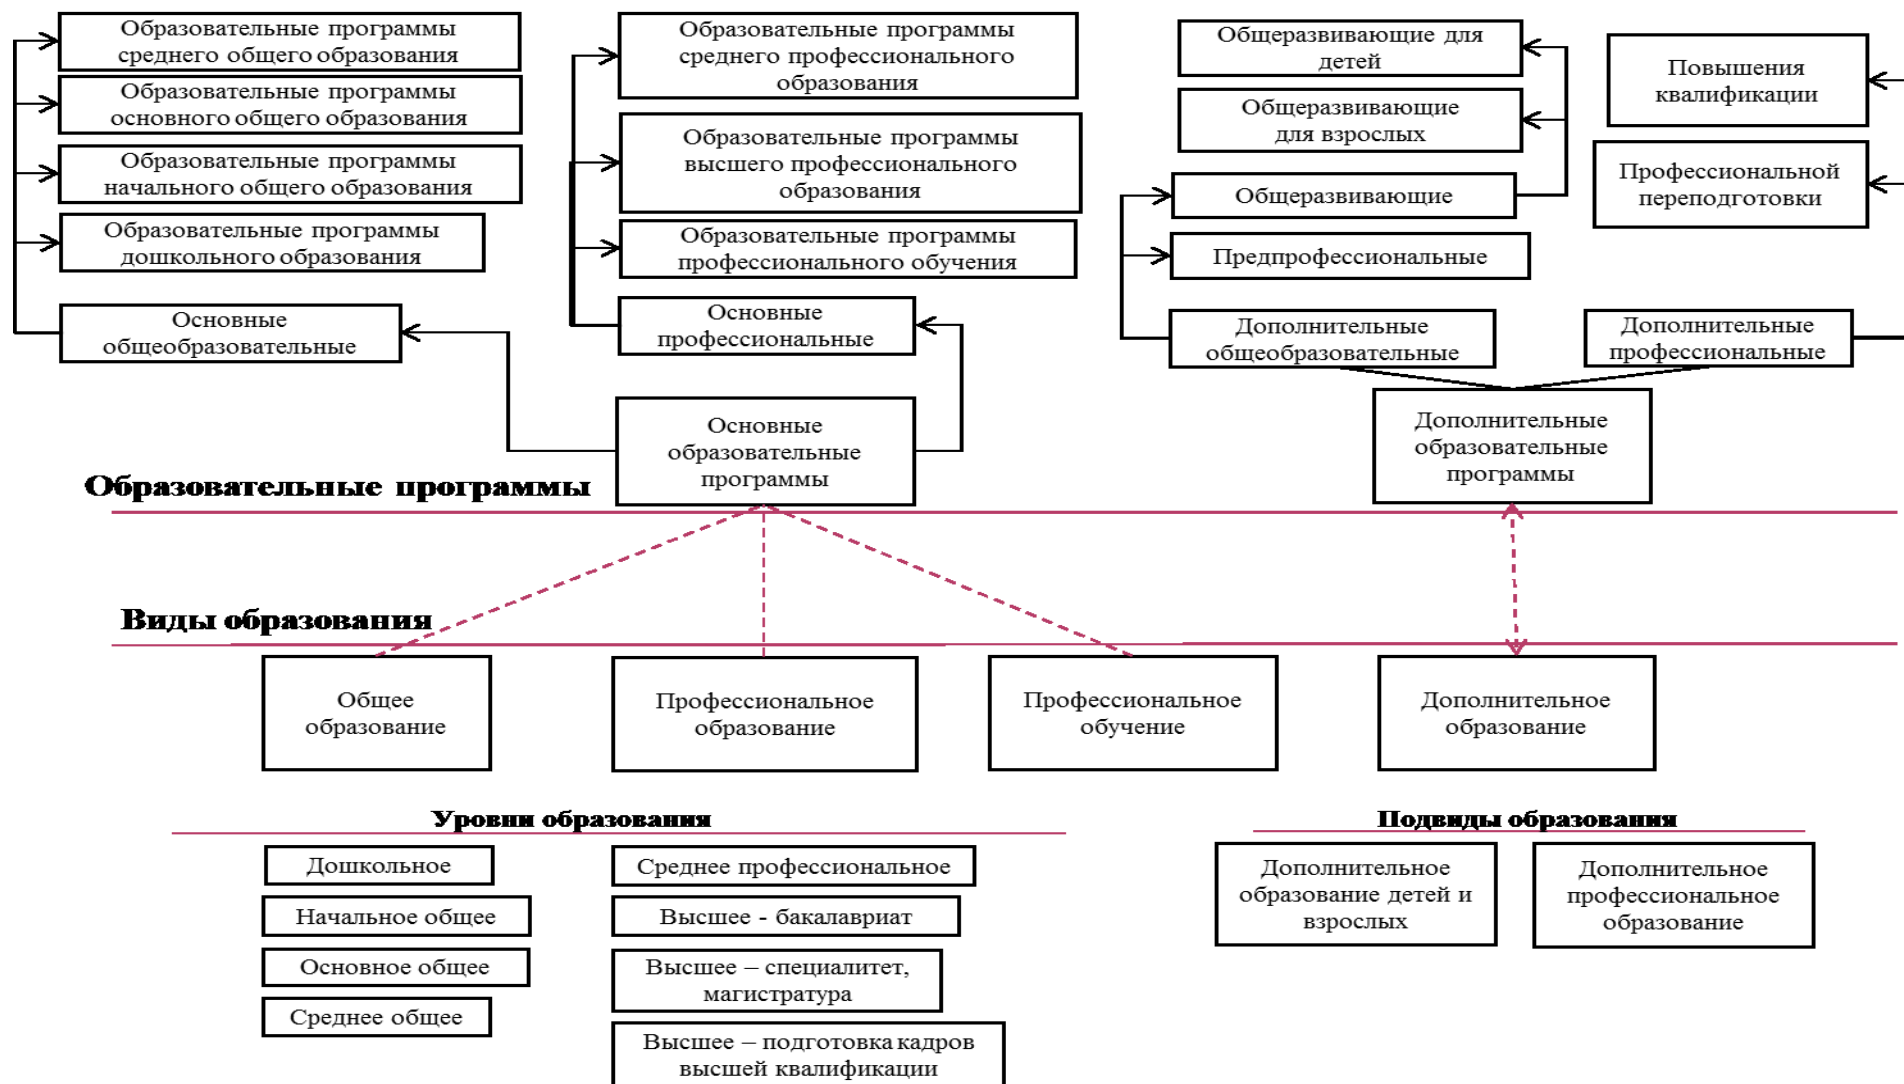 Образовательные программы
среднего общего образования
Образовательные программы
основного общего образования
Образовательные программы
начального общего образования
Образовательные программы
дошкольного образования
Основные
общеобразовательные
Образовательные программы
среднего профессионального
образования
Образовательные программы
высшего профессионального
образования
Образовательные программы
профессионального обучения
Основные
профессиональные
Общеразвивающие для
детей
Общеразвивающие
для взрослых
Общеразвивающие
Предпрофессиональные
Дополнительные
общеобразовательные
Повышения
квалификации
Профессиональной
переподготовки
Дополнительные
профессиональные
Основные
образовательные
программы
Дополнительные
образовательные
программы
Образовательные программы
Виды образования
Общее
образование
Профессиональное
образование
Профессиональное
обучение
Дополнительное
образование
Уровни образования
Дошкольное
Начальное общее
Основное общее
Среднее общее
Среднее профессиональное
Высшее - бакалавриат
Высшее – специалитет,
магистратура
Высшее – подготовка кадров
высшей квалификации
Подвиды образования
Дополнительное
образование детей и
взрослых
Дополнительное
профессиональное
образование